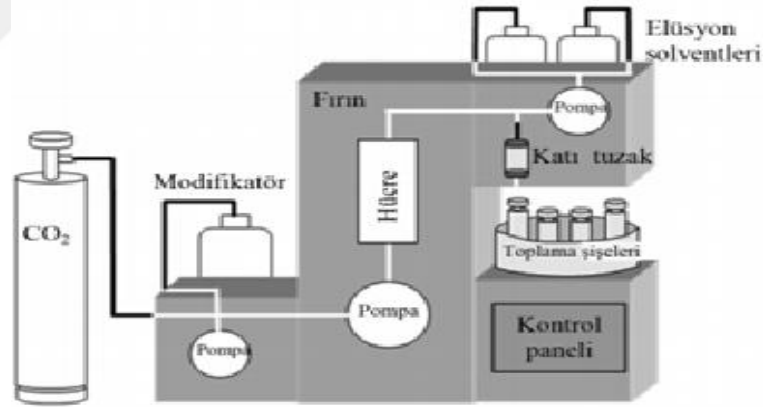 Elüsyon
solventleri
Fırın
Pompa
Katı tuzak
Modifikatör
Hücre
CO₂
Toplama şişeleri
Pompa
Kontrol
paneli
Pompa